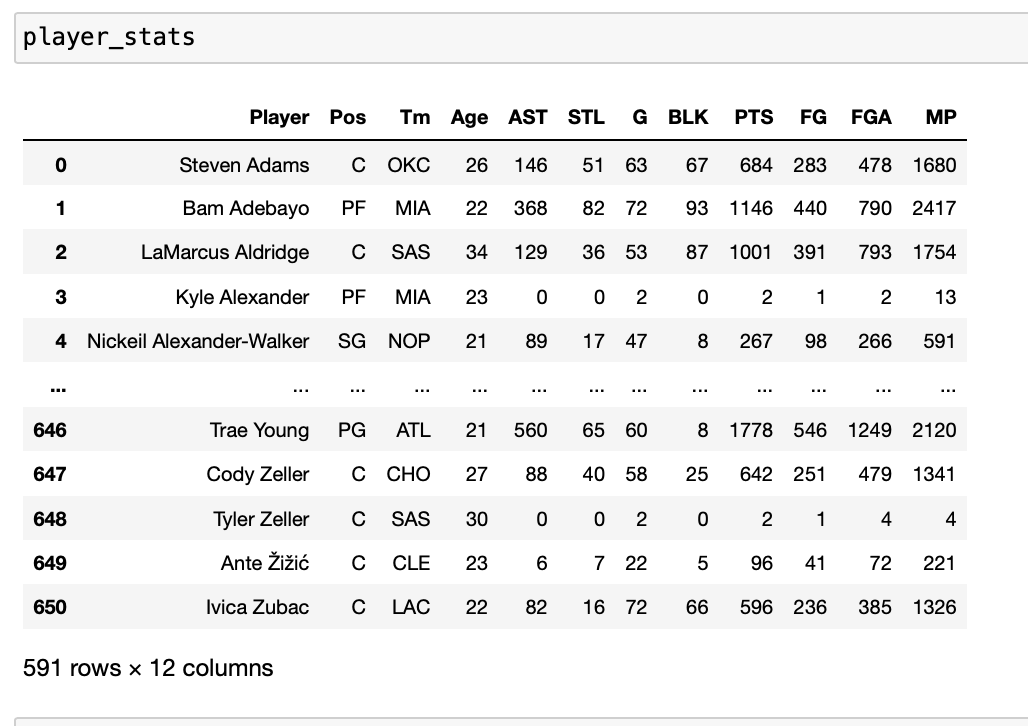 player_stats
Player Pos Tm Age AST STL G BLK PTS FG FGA MP
0 Steven Adams C OKC 26 146 51 63 67 684 283 478 1680
1 Bam Adebayo PF MIA 22 368 82 72 93 1146 440 790 2417
2 LaMarcus Aldridge C SAS 34 129 36 53 87 1001 391 793 1754
3 Kyle Alexander PF MIA 23 0 0 2 0 2 1 2 13
4 Nickeil Alexander-Walker SG NOP 21 89 17 47 8 267 98 266 591
... ... ... ... ... ... ... ... ... ... ... ... ...
646 Trae Young PG ATL 21 560 65 60 8 1778 546 1249 2120
647 Cody Zeller C CHO 27 88 40 58 25 642 251 479 1341
648 Tyler Zeller C SAS 30 0 0 2 0 2 1 4 4
649 Ante Žižić C CLE 23 6 7 22 5 96 41 72 221
650 Ivica Zubac C LAC 22 82 16 72 66 596 236 385 1326
591 rows × 12 columns